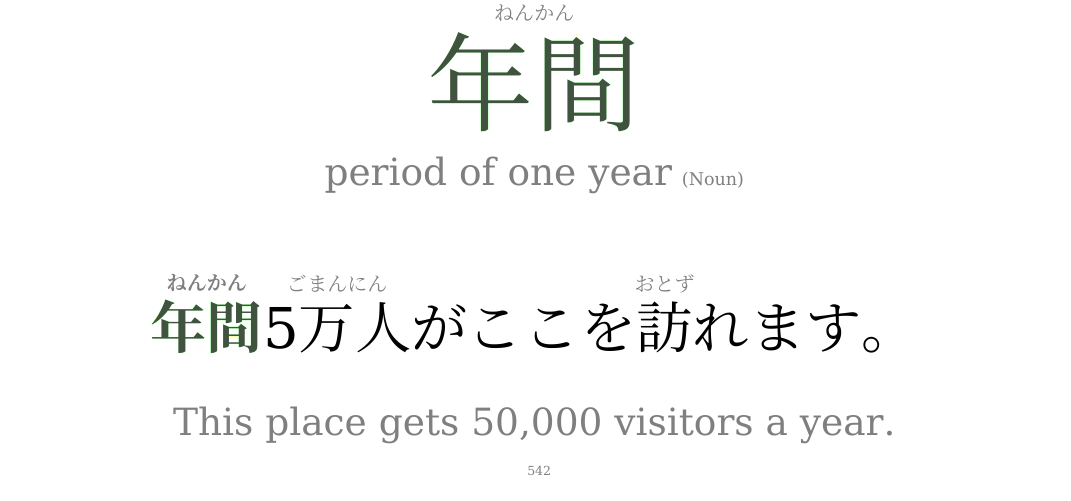 ねんかん
年間
period of one year (Noun)
ねんかん ごまんにん おとず
年間5万人がここを訪れます。
This place gets 50,000 visitors a year.
542